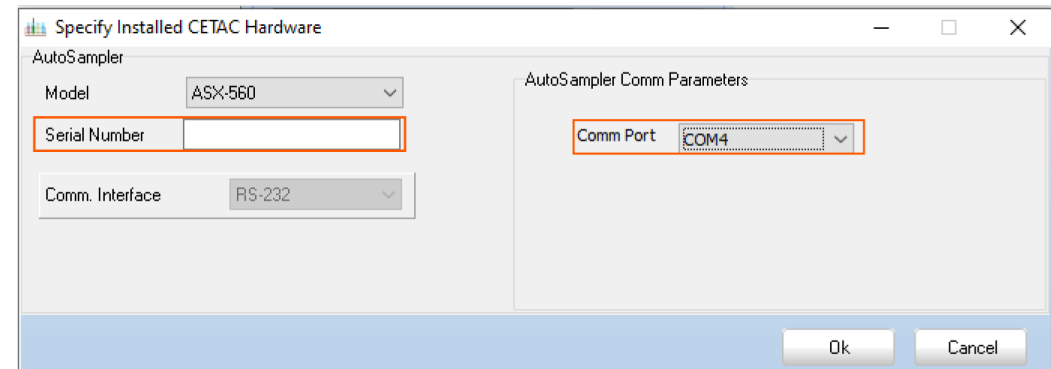 Specify Installed CETAC Hardware
AutoSampler
Model ASX-560
Serial Number
Comm. Interface RS-232
AutoSampler Comm Parameters
Comm Port COM4
Ok Cancel